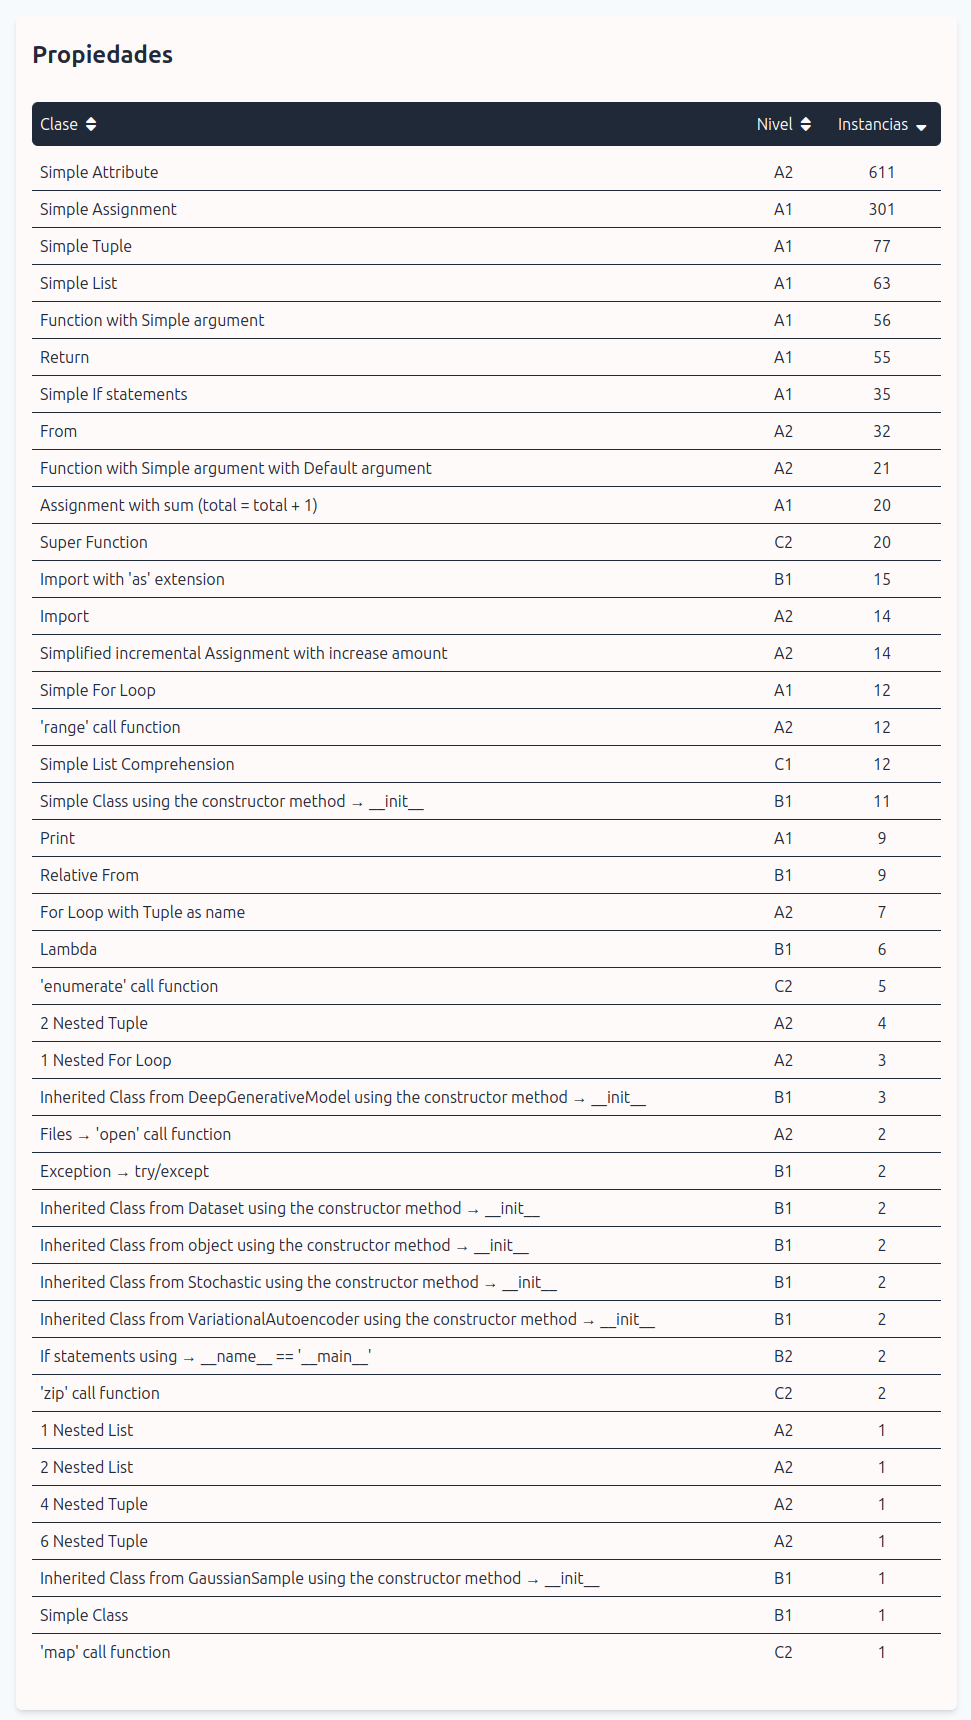 Propiedades
Clase Nivel Instancias
Simple Attribute A2 611
Simple Assignment A1 301
Simple Tuple A1 77
Simple List A1 63
Function with Simple argument A1 56
Return A1 55
Simple If statements A1 35
From A2 32
Function with Simple argument with Default argument A2 21
Assignment with sum (total = total + 1) A1 20
Super Function C2 20
Import with 'as' extension B1 15
Import A2 14
Simplified incremental Assignment with increase amount A2 14
Simple For Loop A1 12
'range' call function A2 12
Simple List Comprehension C1 12
Simple Class using the constructor method → __init__ B1 11
Print A1 9
Relative From B1 9
For Loop with Tuple as name A2 7
Lambda B1 6
'enumerate' call function C2 5
2 Nested Tuple A2 4
1 Nested For Loop A2 3
Inherited Class from DeepGenerativeModel using the constructor method → __init__ B1 3
Files → 'open' call function A2 2
Exception → try/except B1 2
Inherited Class from Dataset using the constructor method → __init__ B1 2
Inherited Class from object using the constructor method → __init__ B1 2
Inherited Class from Stochastic using the constructor method → __init__ B1 2
Inherited Class from VariationalAutoencoder using the constructor method → __init__ B1 2
If statements using → __name__ == '__main__' B2 2
'zip' call function C2 2
1 Nested List A2 1
2 Nested List A2 1
4 Nested Tuple A2 1
6 Nested Tuple A2 1
Inherited Class from GaussianSample using the constructor method → __init__ B1 1
Simple Class B1 1
'map' call function C2 1